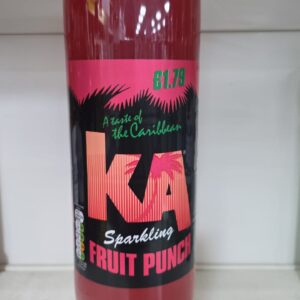 £1.79
A taste of
the Caribbean
KA
Sparkling
FRUIT PUNCH